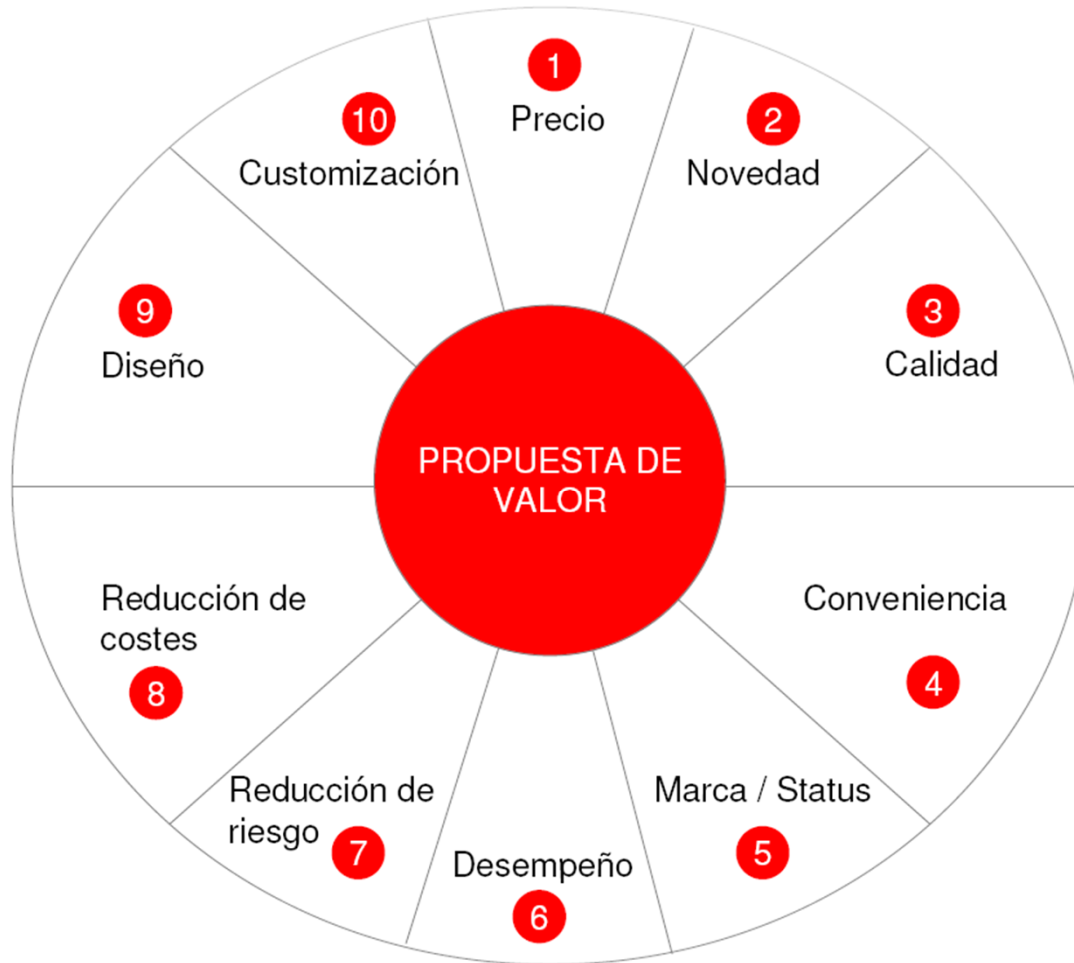 1
Precio
2
Novedad
3
Calidad
Conveniencia
4
Marca / Status
5
Desempeño
6
Reducción de
riesgo
7
Reducción de
costes
8
9
Diseño
10
Customización
PROPUESTA DE
VALOR